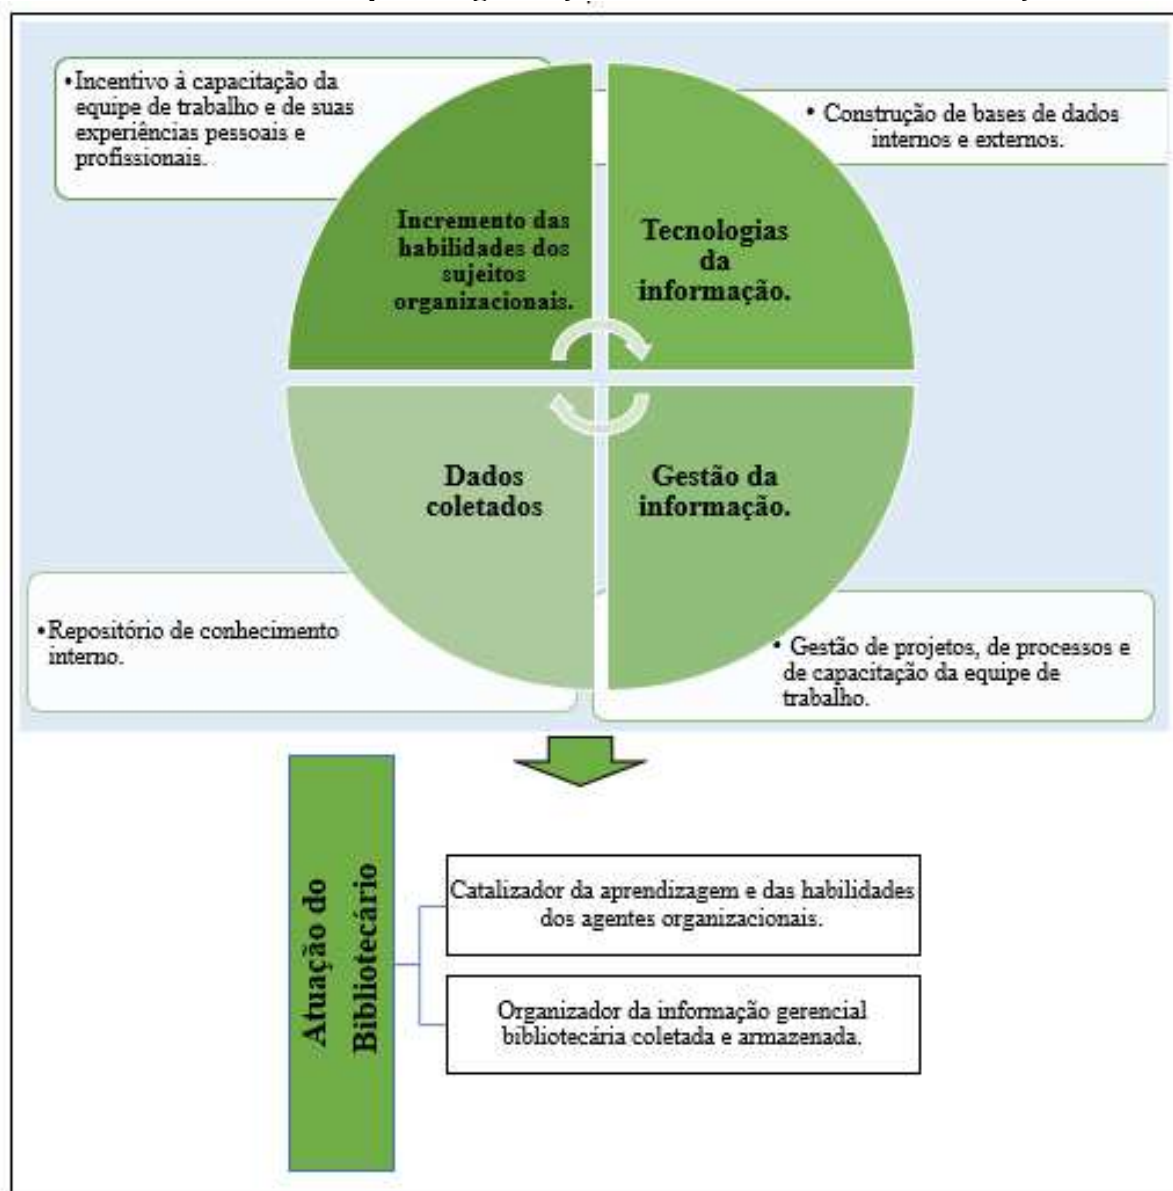 •Incentivo à capacitação da
equipe de trabalho e de suas
experiências pessoais e
profissionais.
• Construção de bases de dados
internos e externos.
Incremento das
habilidades dos
sujeitos
organizacionais.
Tecnologias
da
informação.
Dados
coletados
Gestão da
informação.
•Repositório de conhecimento
interno.
• Gestão de projetos, de processos e
de capacitação da equipe de
trabalho.
Atuação do
Bibliotecário
Catalizador da aprendizagem e das habilidades
dos agentes organizacionais.
Organizador da informação gerencial
bibliotecária coletada e armazenada.